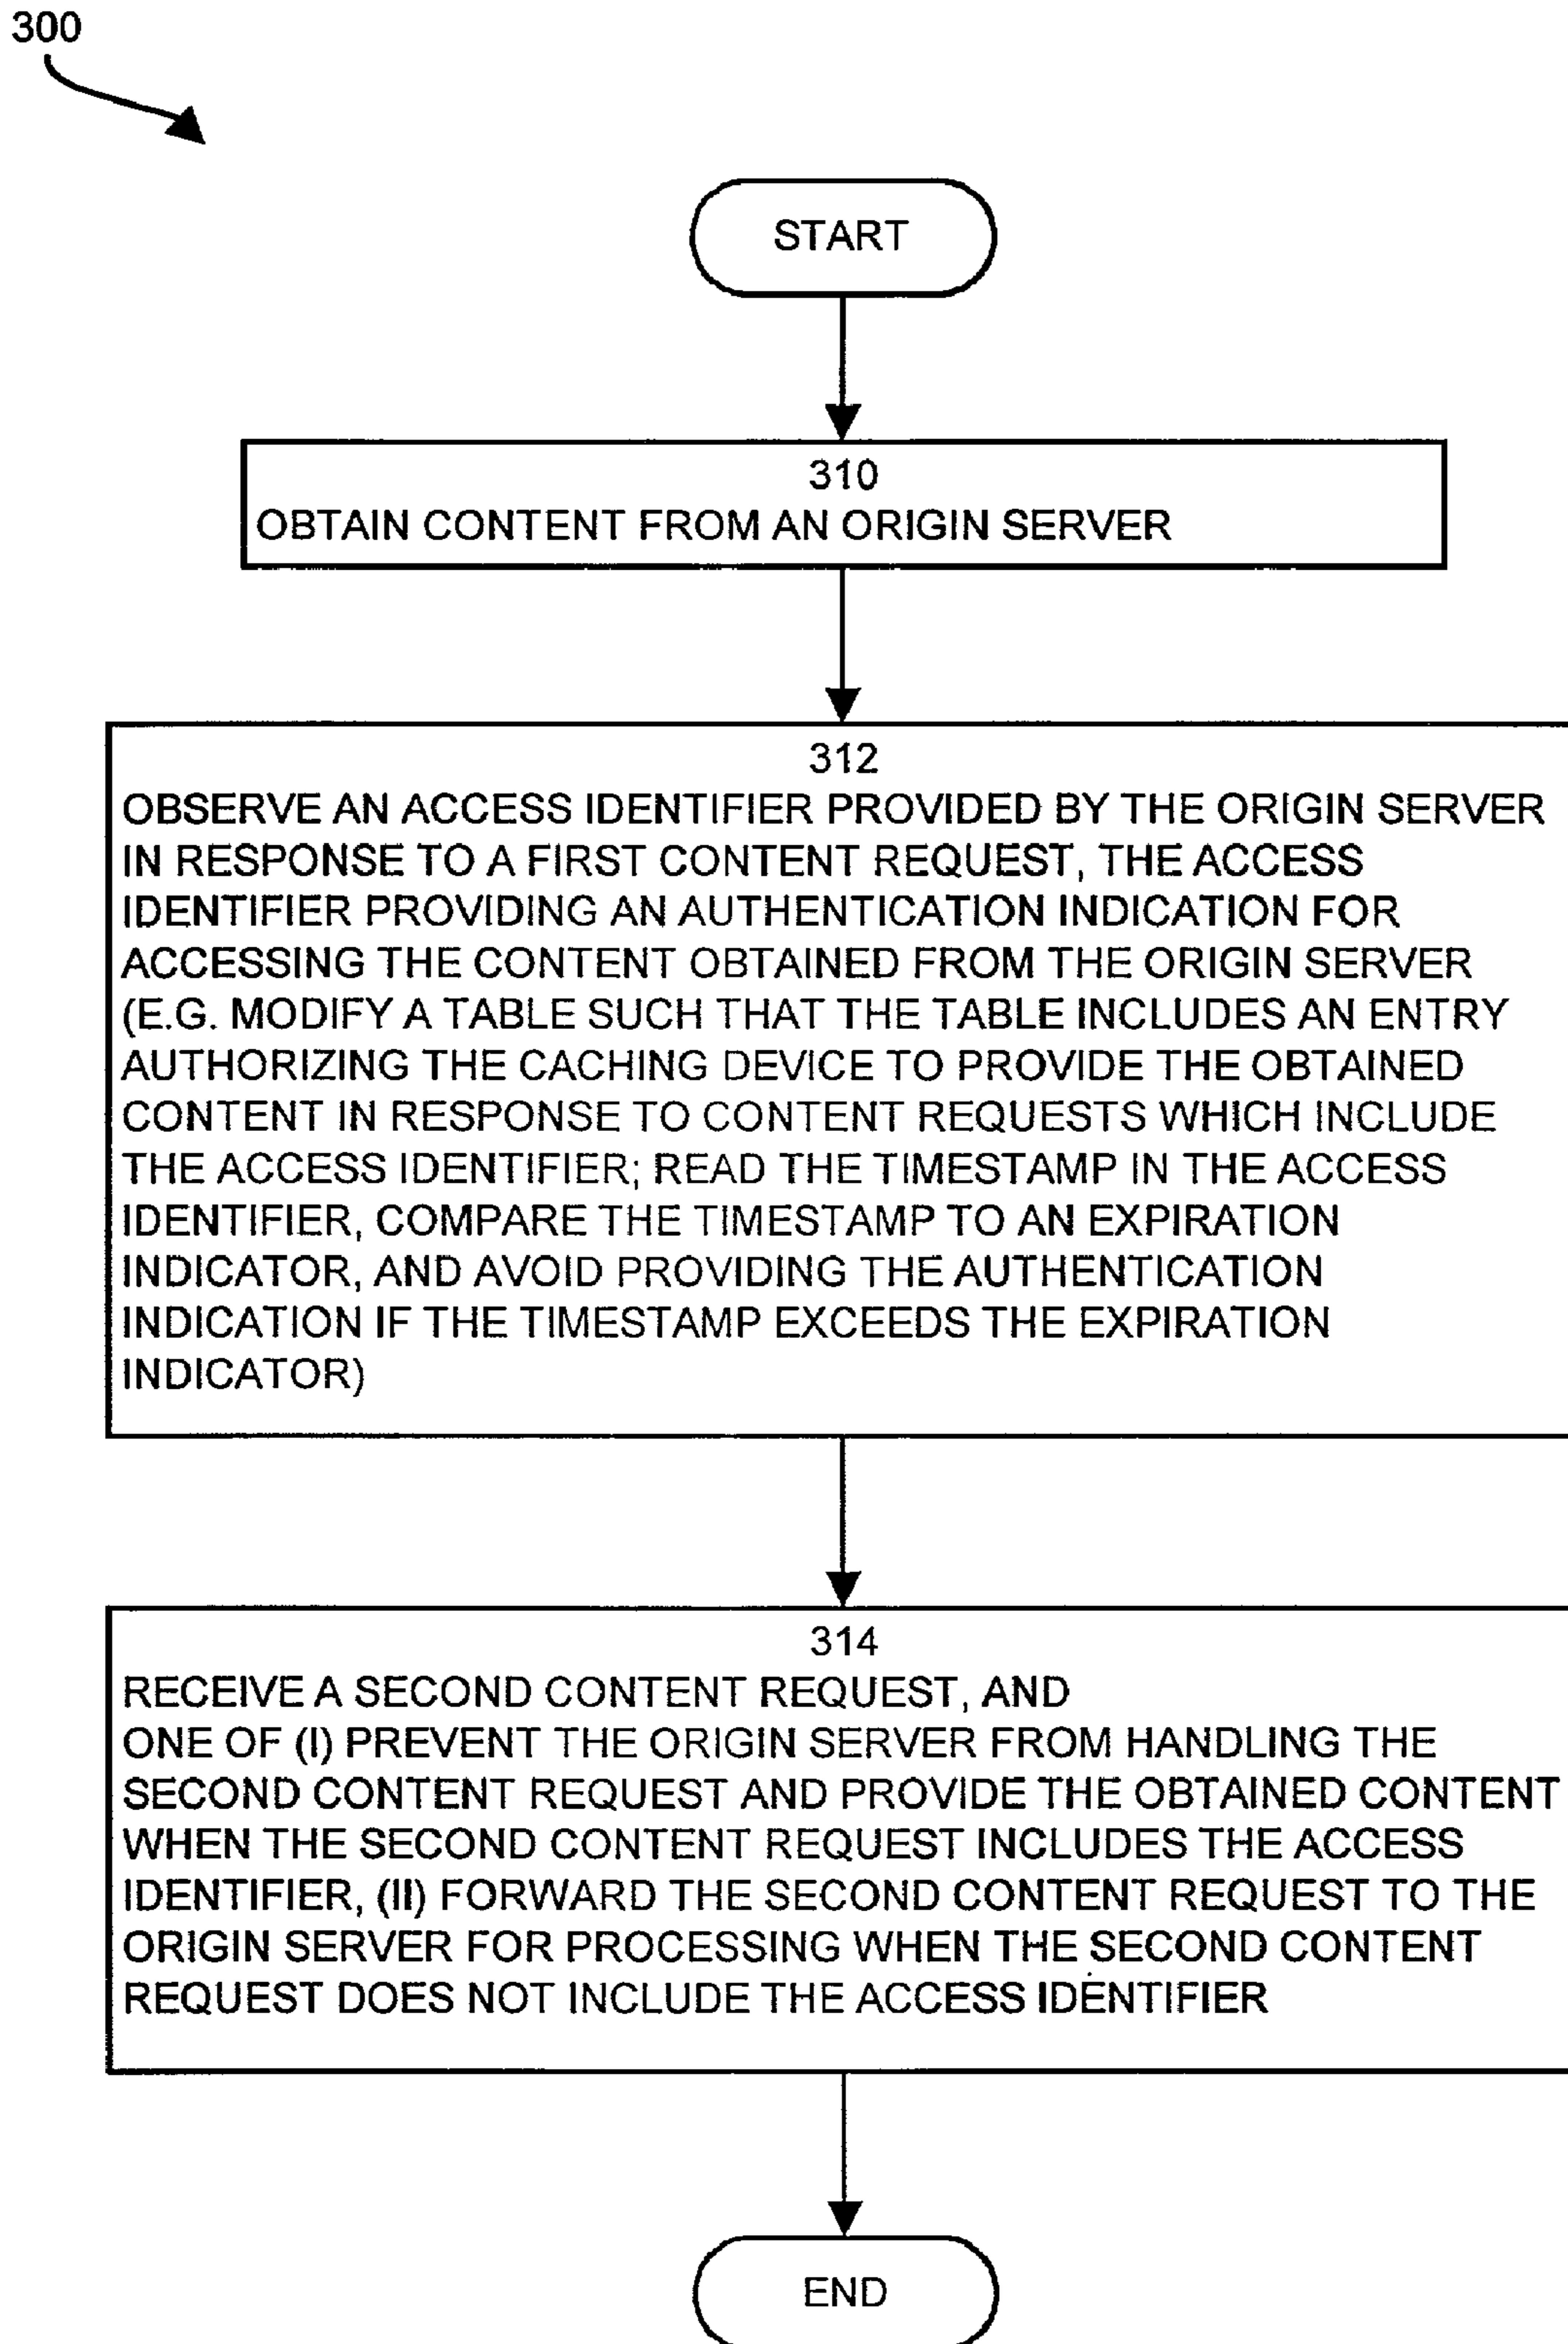 300
START
310
OBTAIN CONTENT FROM AN ORIGIN SERVER
312
OBSERVE AN ACCESS IDENTIFIER PROVIDED BY THE ORIGIN SERVER
IN RESPONSE TO A FIRST CONTENT REQUEST, THE ACCESS
IDENTIFIER PROVIDING AN AUTHENTICATION INDICATION FOR
ACCESSING THE CONTENT OBTAINED FROM THE ORIGIN SERVER
(E.G. MODIFY A TABLE SUCH THAT THE TABLE INCLUDES AN ENTRY
AUTHORIZING THE CACHING DEVICE TO PROVIDE THE OBTAINED
CONTENT IN RESPONSE TO CONTENT REQUESTS WHICH INCLUDE
THE ACCESS IDENTIFIER; READ THE TIMESTAMP IN THE ACCESS
IDENTIFIER, COMPARE THE TIMESTAMP TO AN EXPIRATION
INDICATOR, AND AVOID PROVIDING THE AUTHENTICATION
INDICATION IF THE TIMESTAMP EXCEEDS THE EXPIRATION
INDICATOR)
314
RECEIVE A SECOND CONTENT REQUEST, AND
ONE OF (I) PREVENT THE ORIGIN SERVER FROM HANDLING THE
SECOND CONTENT REQUEST AND PROVIDE THE OBTAINED CONTENT
WHEN THE SECOND CONTENT REQUEST INCLUDES THE ACCESS
IDENTIFIER, (II) FORWARD THE SECOND CONTENT REQUEST TO THE
ORIGIN SERVER FOR PROCESSING WHEN THE SECOND CONTENT
REQUEST DOES NOT INCLUDE THE ACCESS IDENTIFIER
END